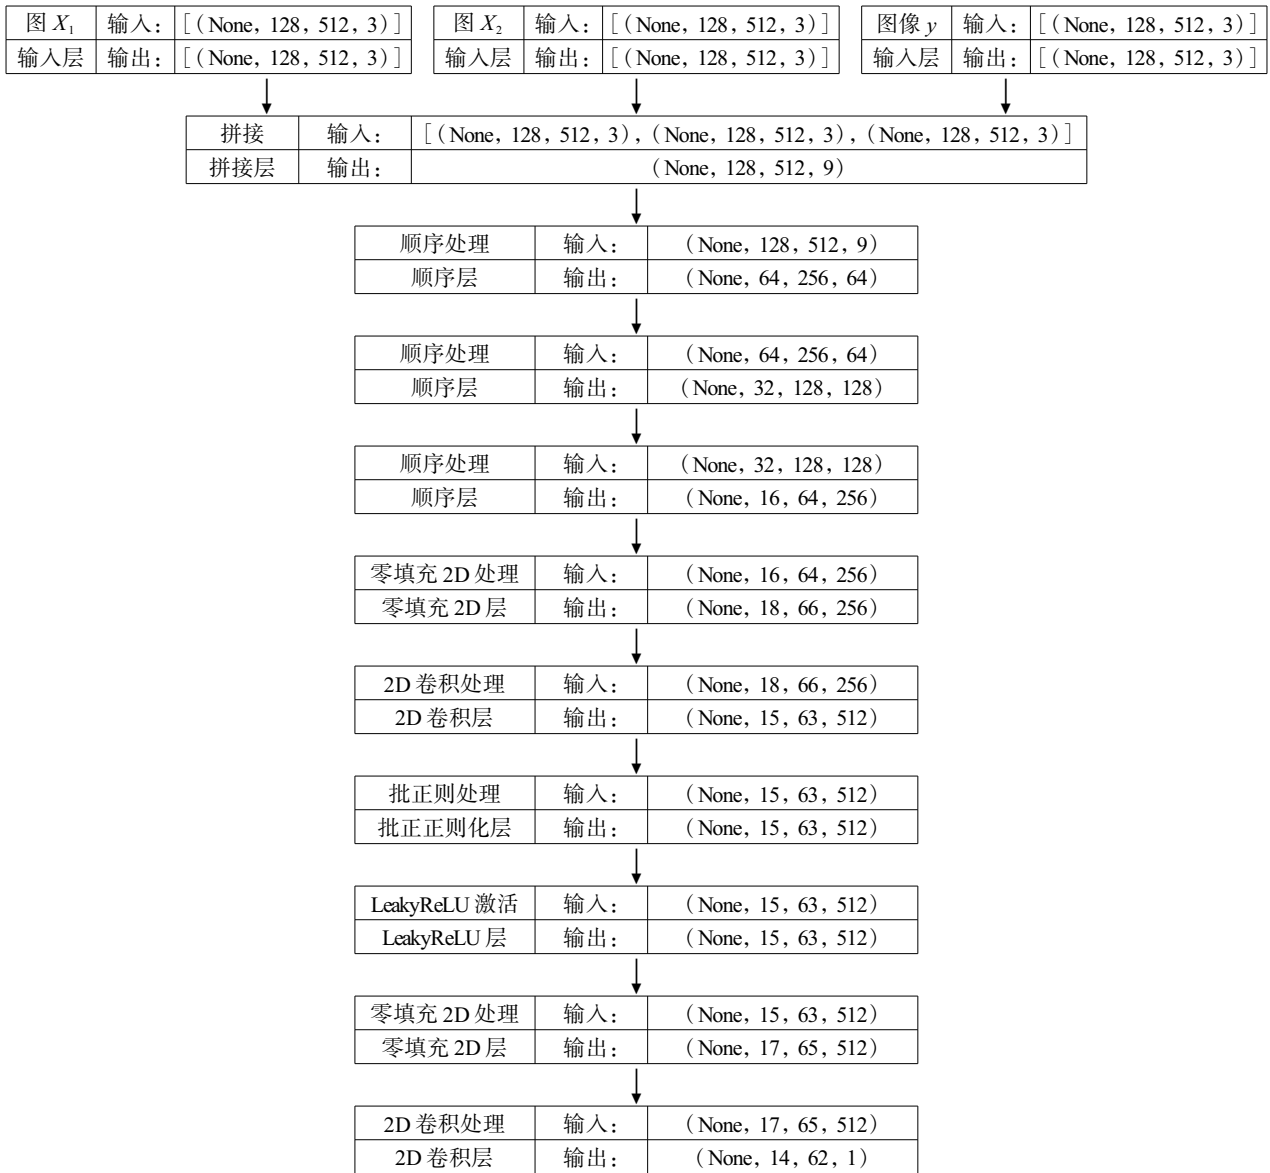 图 X₁ 输入： [(None, 128, 512, 3)] 图 X₂ 输入： [(None, 128, 512, 3)] 图像 y 输入： [(None, 128, 512, 3)]
输入层 输出： [(None, 128, 512, 3)] 输入层 输出： [(None, 128, 512, 3)] 输入层 输出： [(None, 128, 512, 3)]
拼接 输入： [(None, 128, 512, 3), (None, 128, 512, 3), (None, 128, 512, 3)]
拼接层 输出： (None, 128, 512, 9)
顺序处理 输入： (None, 128, 512, 9)
顺序层 输出： (None, 64, 256, 64)
顺序处理 输入： (None, 64, 256, 64)
顺序层 输出： (None, 32, 128, 128)
顺序处理 输入： (None, 32, 128, 128)
顺序层 输出： (None, 16, 64, 256)
零填充 2D 处理 输入： (None, 16, 64, 256)
零填充 2D 层 输出： (None, 18, 66, 256)
2D 卷积处理 输入： (None, 18, 66, 256)
2D 卷积层 输出： (None, 15, 63, 512)
批正则处理 输入： (None, 15, 63, 512)
批正正则化层 输出： (None, 15, 63, 512)
LeakyReLU 激活 输入： (None, 15, 63, 512)
LeakyReLU 层 输出： (None, 15, 63, 512)
零填充 2D 处理 输入： (None, 15, 63, 512)
零填充 2D 层 输出： (None, 17, 65, 512)
2D 卷积处理 输入： (None, 17, 65, 512)
2D 卷积层 输出： (None, 14, 62, 1)